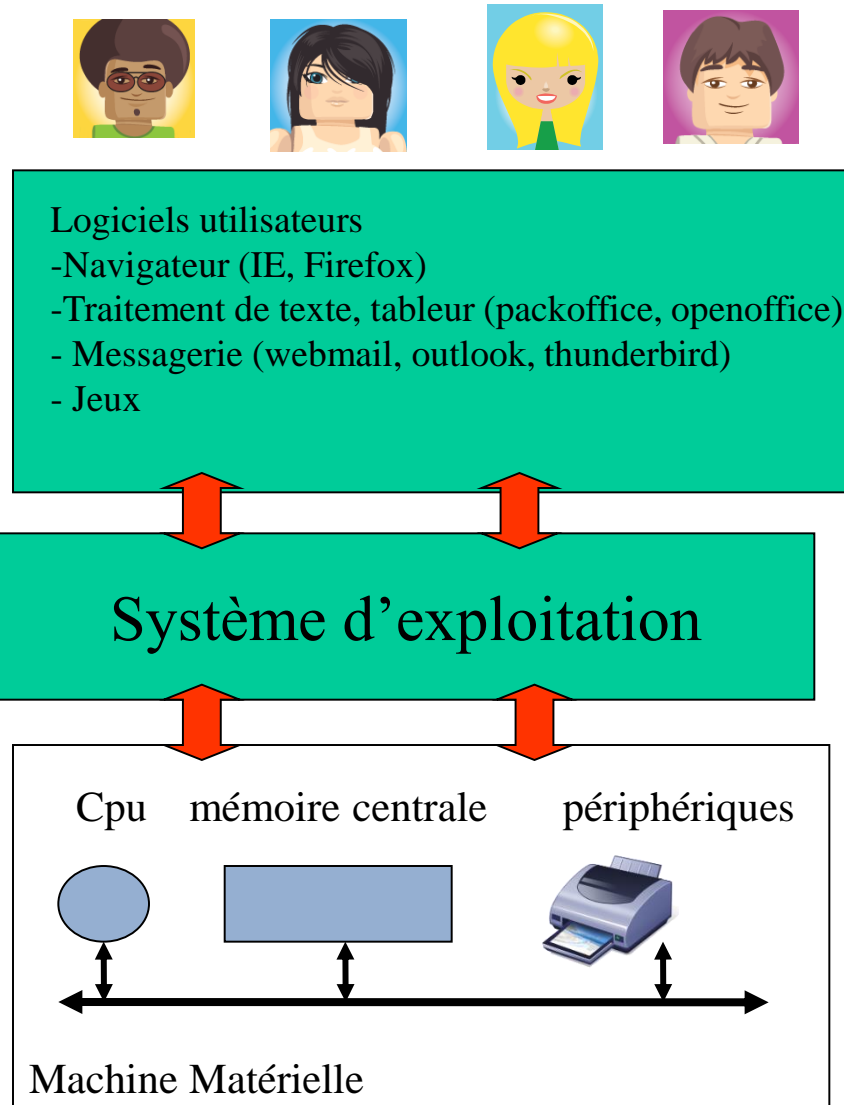 Logiciels utilisateurs
-Navigateur (IE, Firefox)
-Traitement de texte, tableur (packoffice, openoffice)
- Messagerie (webmail, outlook, thunderbird)
- Jeux
Système d’exploitation
Cpu mémoire centrale périphériques
Machine Matérielle